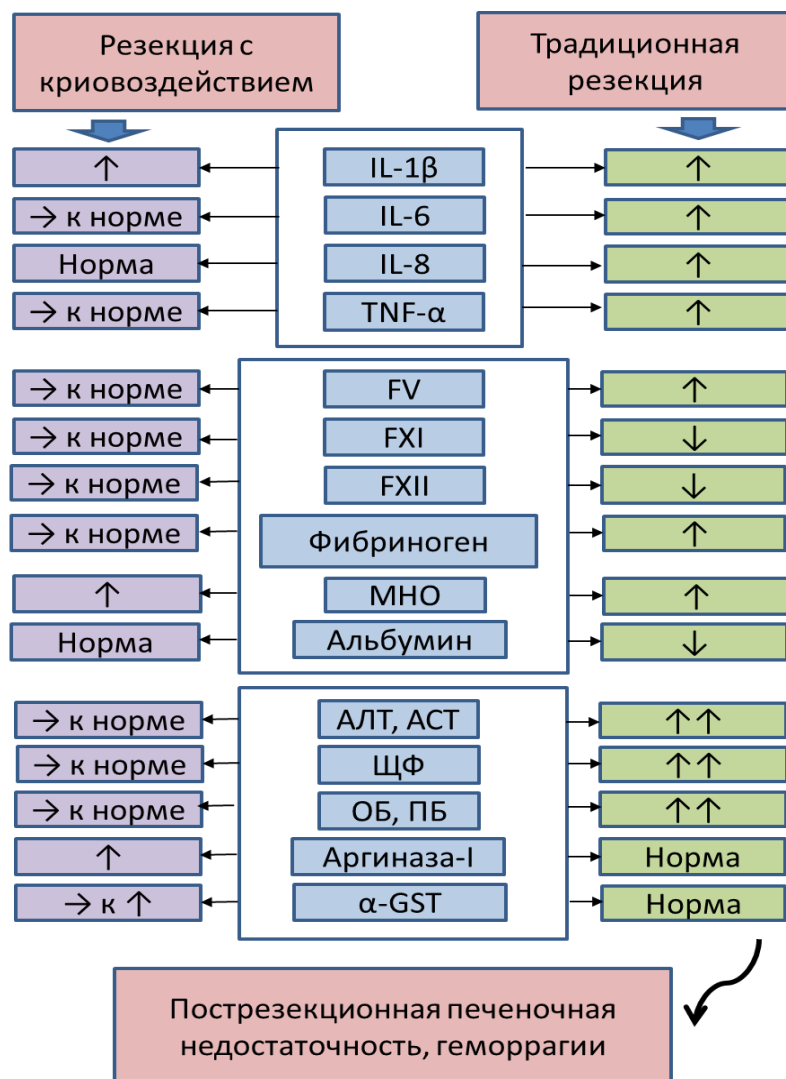 Резекция с
криовоздействием
Традиционная
резекция
↑ IL-1β ↑
→ к норме IL-6 ↑
Норма IL-8 ↑
→ к норме TNF-α ↑
→ к норме FV ↑
→ к норме FXI ↓
→ к норме FXII ↓
→ к норме Фибриноген ↑
↑ МНО ↑
Норма Альбумин ↓
→ к норме АЛТ, АСТ ↑↑
→ к норме ЩФ ↑↑
→ к норме ОБ, ПБ ↑↑
↑ Аргиназа-I Норма
→ к ↑ α-GST Норма
Пострезекционная печеночная
недостаточность, геморрагии